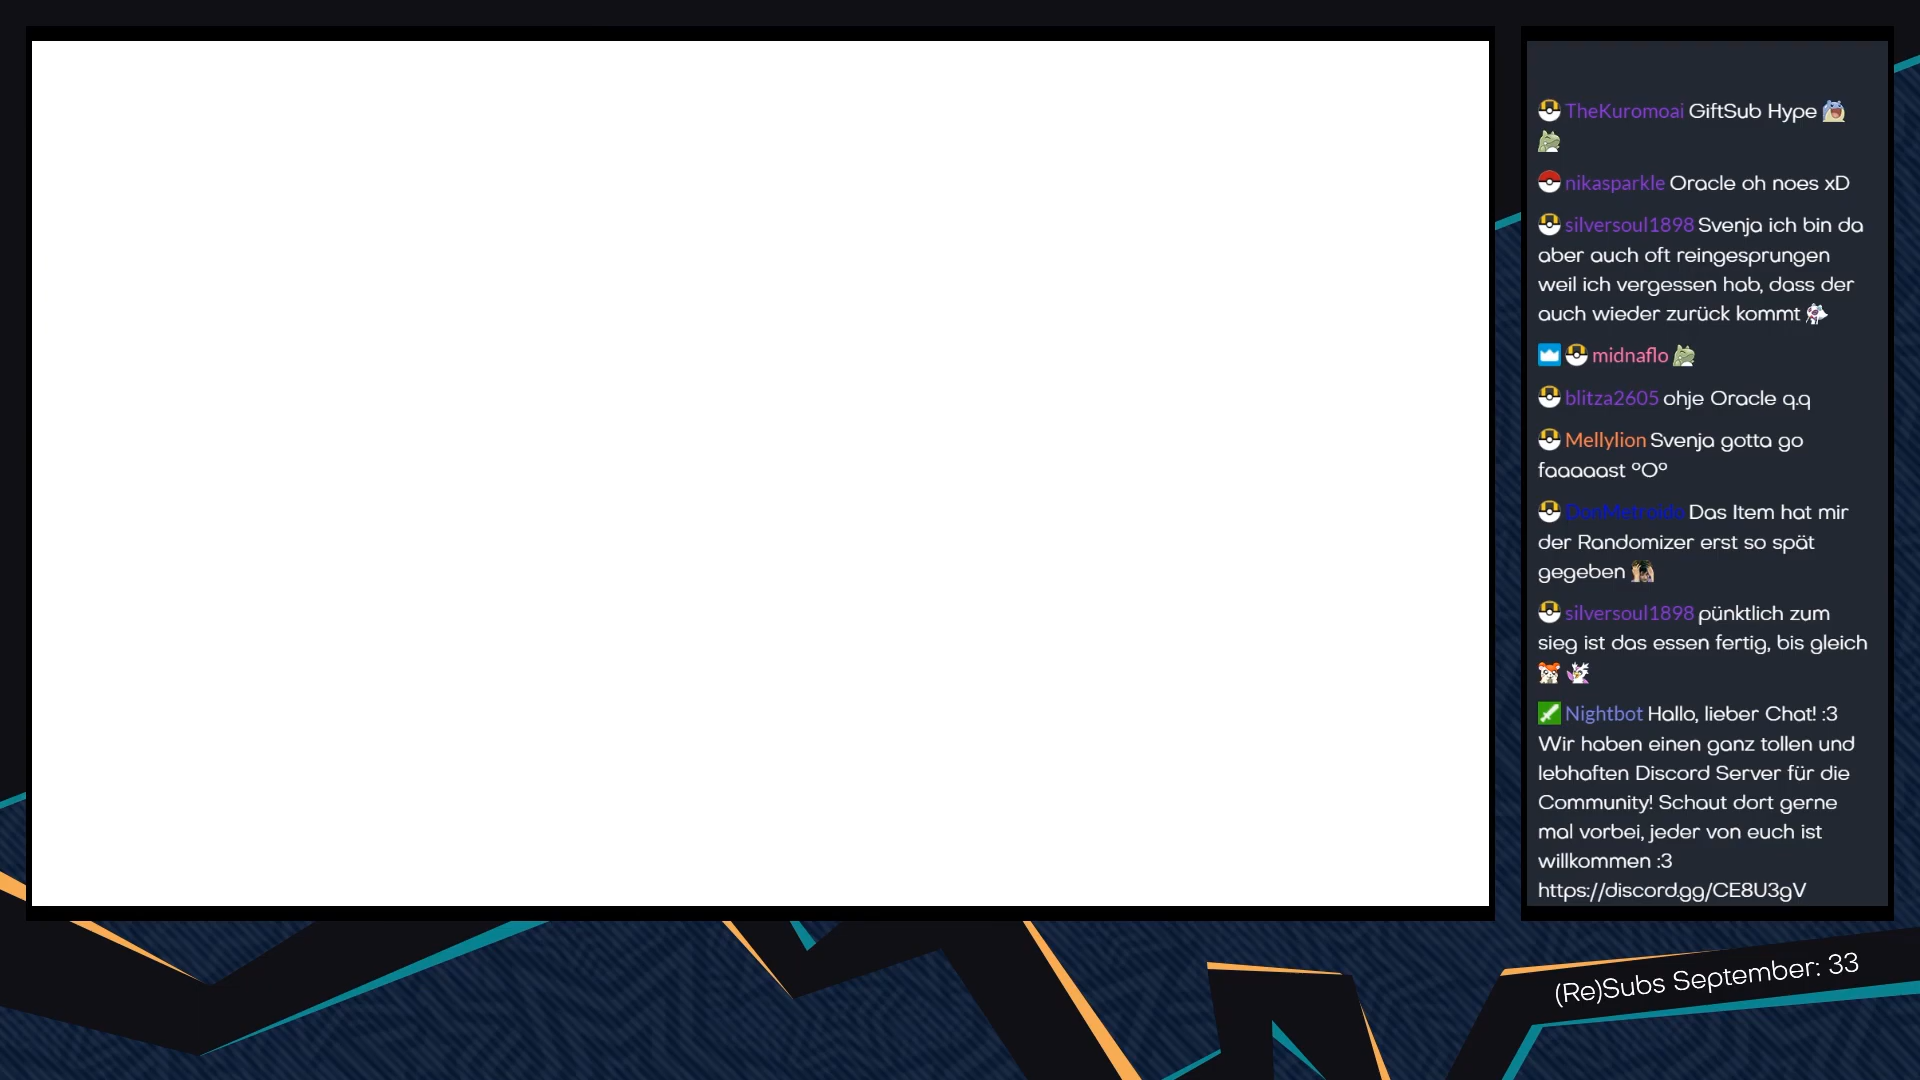 TheKuromoai GiftSub Hype
nikasparkle Oracle oh noes xD
silversoul1898 Svenja ich bin da
aber auch oft reingesprungen
weil ich vergessen hab, dass der
auch wieder zurück kommt
midnaflo
blitza2605 ohje Oracle q.q
Mellylion Svenja gotta go
faaaaast °O°
DonMetroido Das Item hat mir
der Randomizer erst so spät
gegeben
silversoul1898 pünktlich zum
sieg ist das essen fertig, bis gleich
Nightbot Hallo, lieber Chat! :3
Wir haben einen ganz tollen und
lebhaften Discord Server für die
Community! Schaut dort gerne
mal vorbei, jeder von euch ist
willkommen :3
https://discord.gg/CE8U3gV
(Re)Subs September: 33